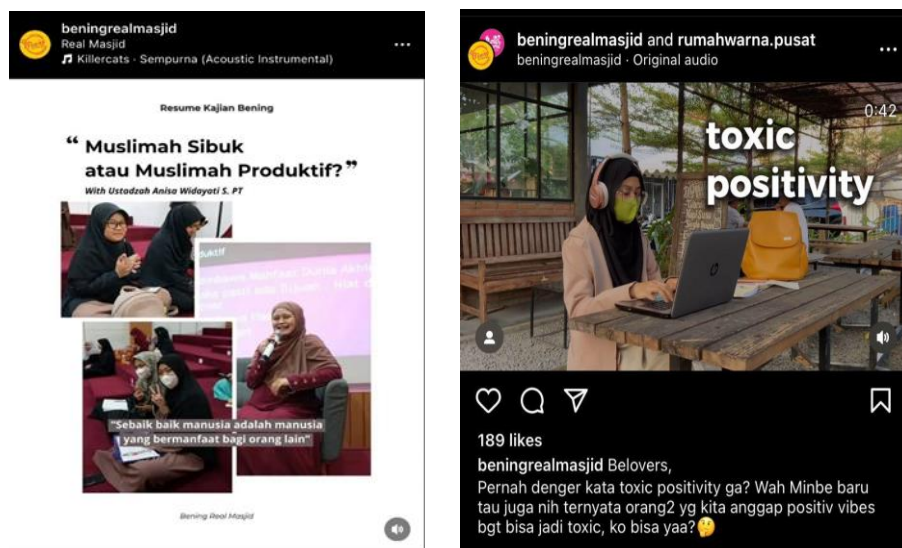 beningrealmasjid
Real Masjid
Killercats · Sempurna (Acoustic Instrumental)
Resume Kajian Bening
“ Muslimah Sibuk
atau Muslimah Produktif? ”
With Ustadzah Anisa Widayati S. PT
"Sebaik baik manusia adalah manusia
yang bermanfaat bagi orang lain"
Bening Real Masjid
beningrealmasjid and rumahwarna.pusat
beningrealmasjid · Original audio
0:42
toxic
positivity
189 likes
beningrealmasjid Belovers,
Pernah denger kata toxic positivity ga? Wah Minbe baru
tau juga nih ternyata orang2 yg kita anggap positiv vibes
bgt bisa jadi toxic, ko bisa yaa?🤔